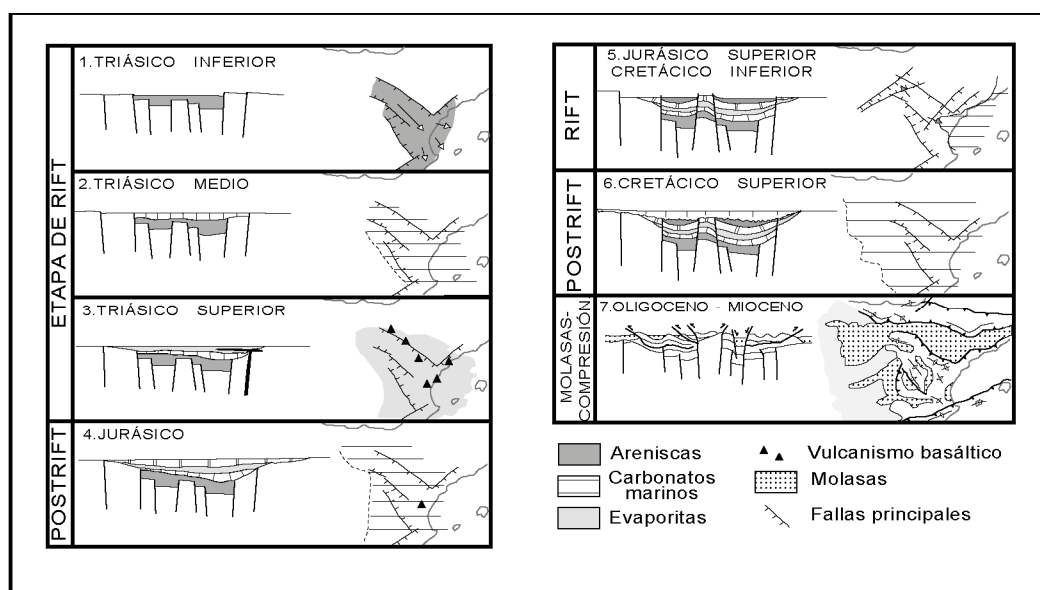 ETAPA DE RIFT
1.TRIÁSICO INFERIOR
2.TRIÁSICO MEDIO
3.TRIÁSICO SUPERIOR
POSTRIFT
4.JURÁSICO
RIFT
5.JURÁSICO SUPERIOR
CRETÁCICO INFERIOR
POSTRIFT
6.CRETÁCICO SUPERIOR
MOLASAS-
COMPRESIÓN
7.OLIGOCENO - MIOCENO
Areniscas
Carbonatos
marinos
Evaporitas
Vulcanismo basáltico
Molasas
Fallas principales